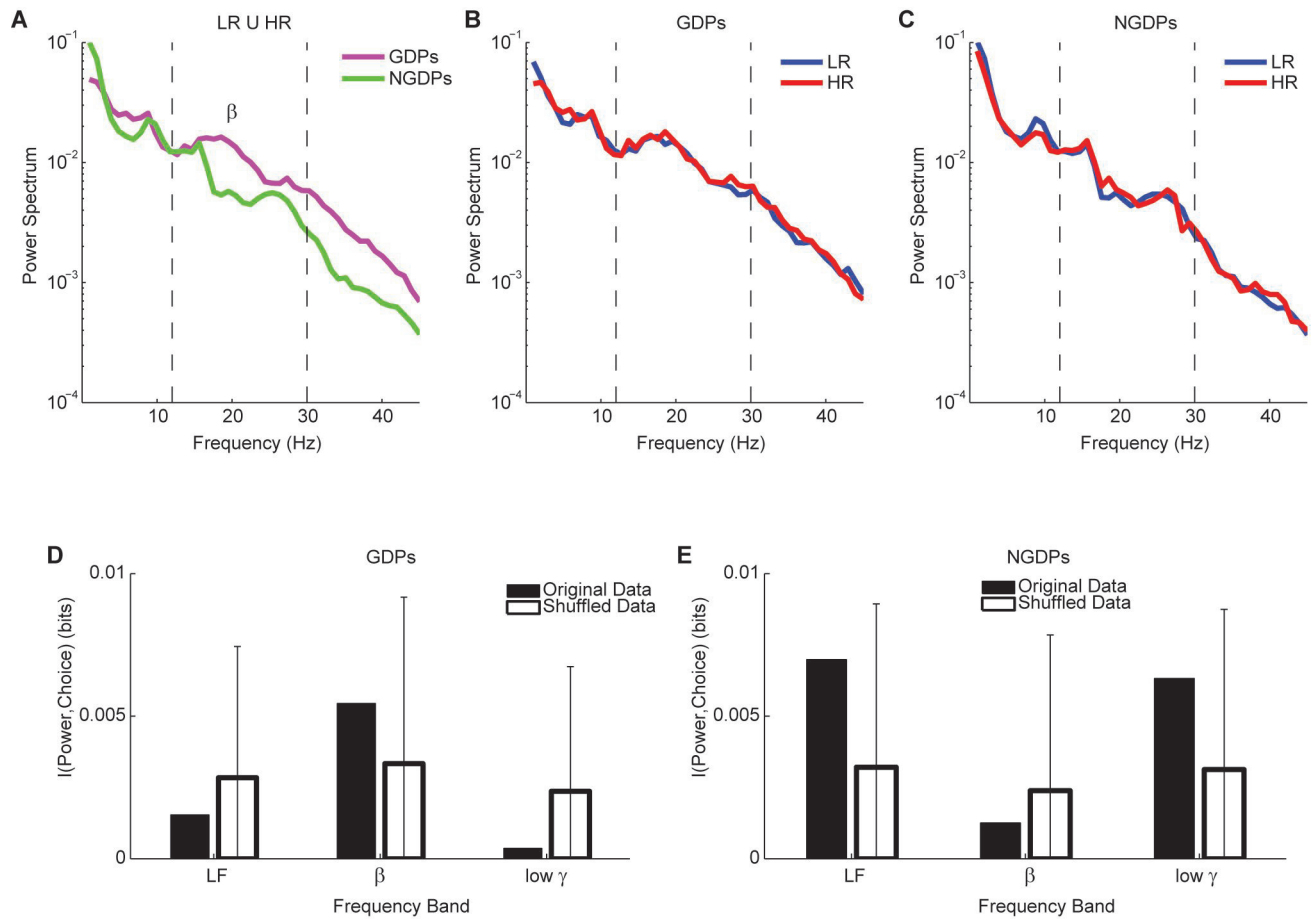 A
LR U HR
GDPs
NGDPs
β
Power Spectrum
10⁻¹
10⁻²
10⁻³
10⁻⁴
10 20 30 40
Frequency (Hz)
B
GDPs
LR
HR
Power Spectrum
10⁻¹
10⁻²
10⁻³
10⁻⁴
10 20 30 40
Frequency (Hz)
C
NGDPs
LR
HR
Power Spectrum
10⁻¹
10⁻²
10⁻³
10⁻⁴
10 20 30 40
Frequency (Hz)
D
GDPs
Original Data
Shuffled Data
I(Power,Choice) (bits)
0.01
0.005
0
LF β low γ
Frequency Band
E
NGDPs
Original Data
Shuffled Data
I(Power,Choice) (bits)
0.01
0.005
0
LF β low γ
Frequency Band